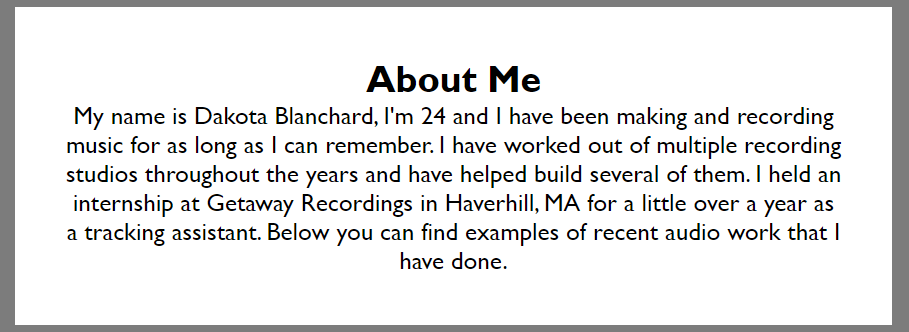 About Me
My name is Dakota Blanchard, I'm 24 and I have been making and recording
music for as long as I can remember. I have worked out of multiple recording
studios throughout the years and have helped build several of them. I held an
internship at Getaway Recordings in Haverhill, MA for a little over a year as
a tracking assistant. Below you can find examples of recent audio work that I
have done.